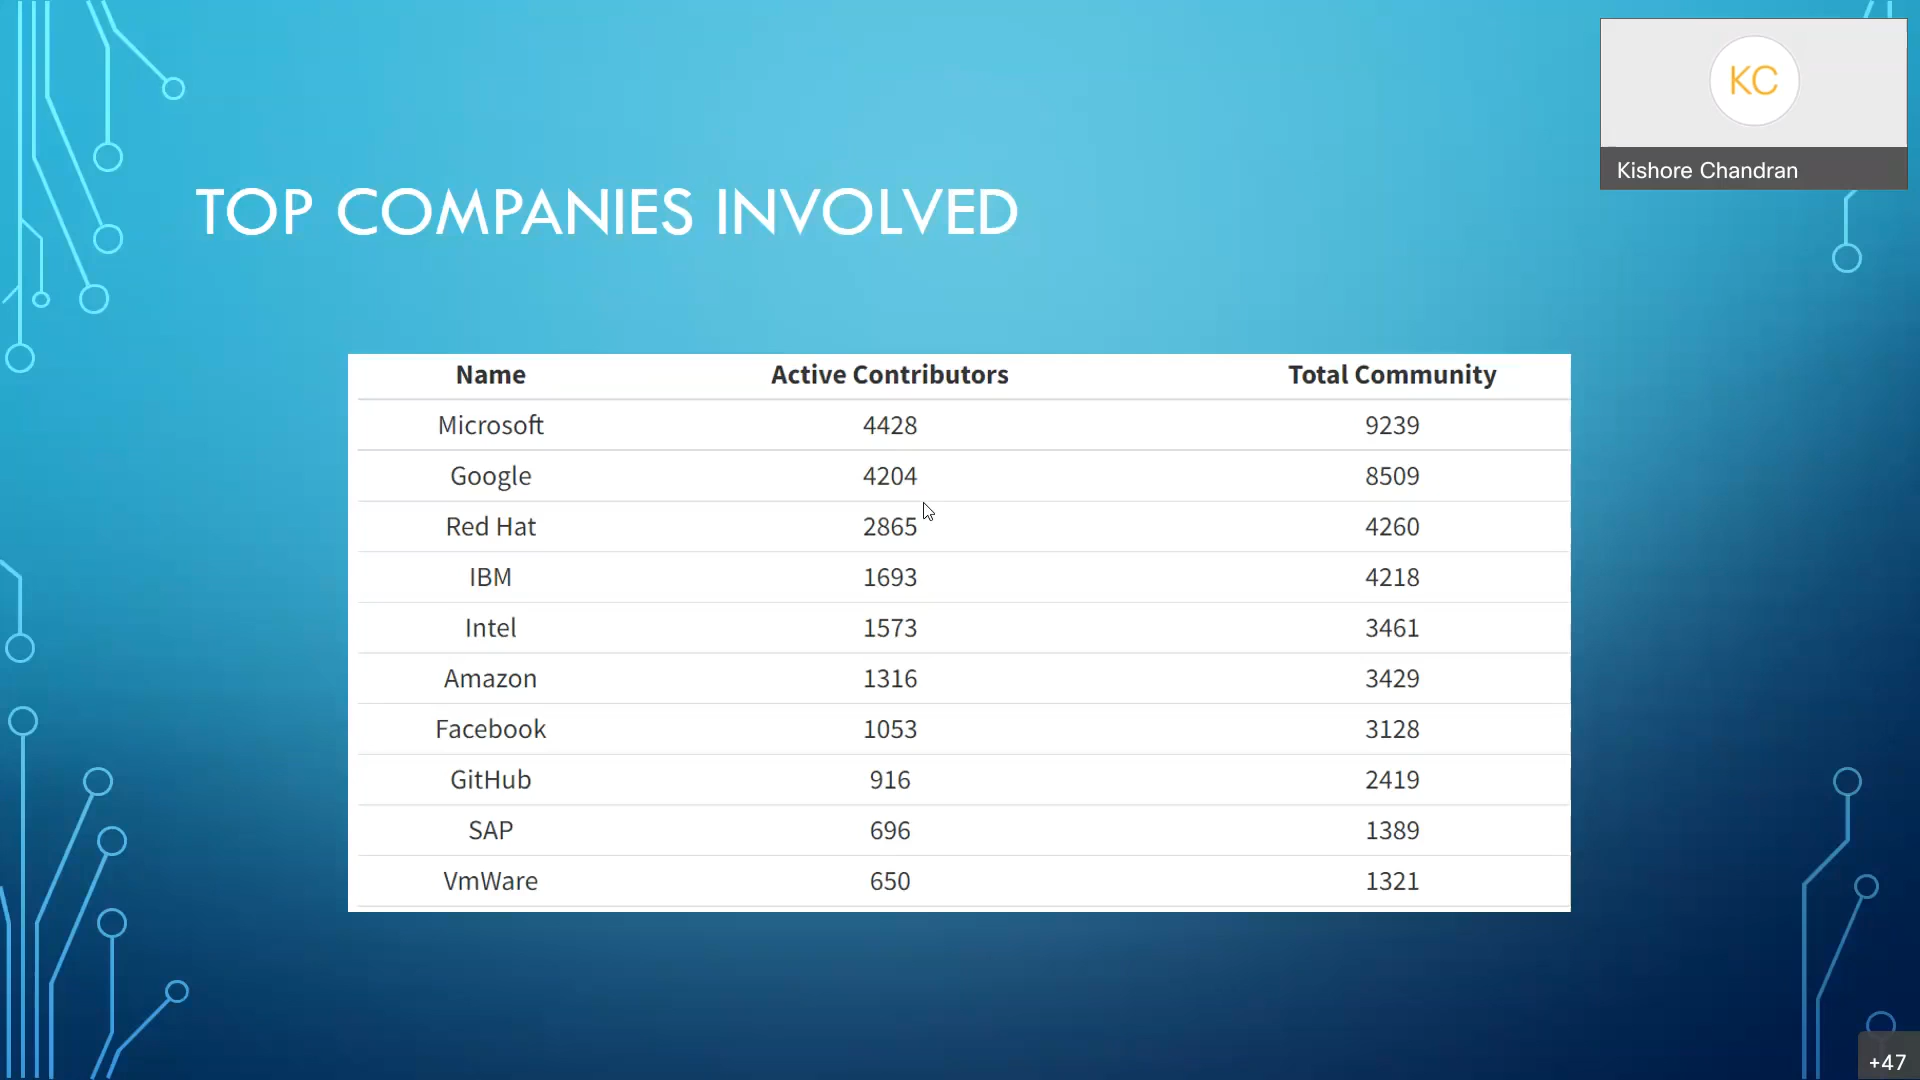 KC
Kishore Chandran
TOP COMPANIES INVOLVED
Name Active Contributors Total Community
Microsoft 4428 9239
Google 4204 8509
Red Hat 2865 4260
IBM 1693 4218
Intel 1573 3461
Amazon 1316 3429
Facebook 1053 3128
GitHub 916 2419
SAP 696 1389
VmWare 650 1321
+47